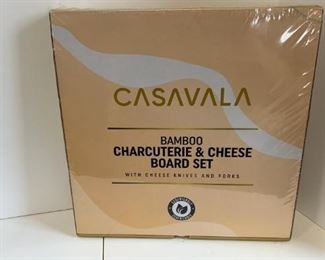 CASAVALA
BAMBOO
CHARCUTERIE & CHEESE
BOARD SET
WITH CHEESE KNIVES AND FORKS